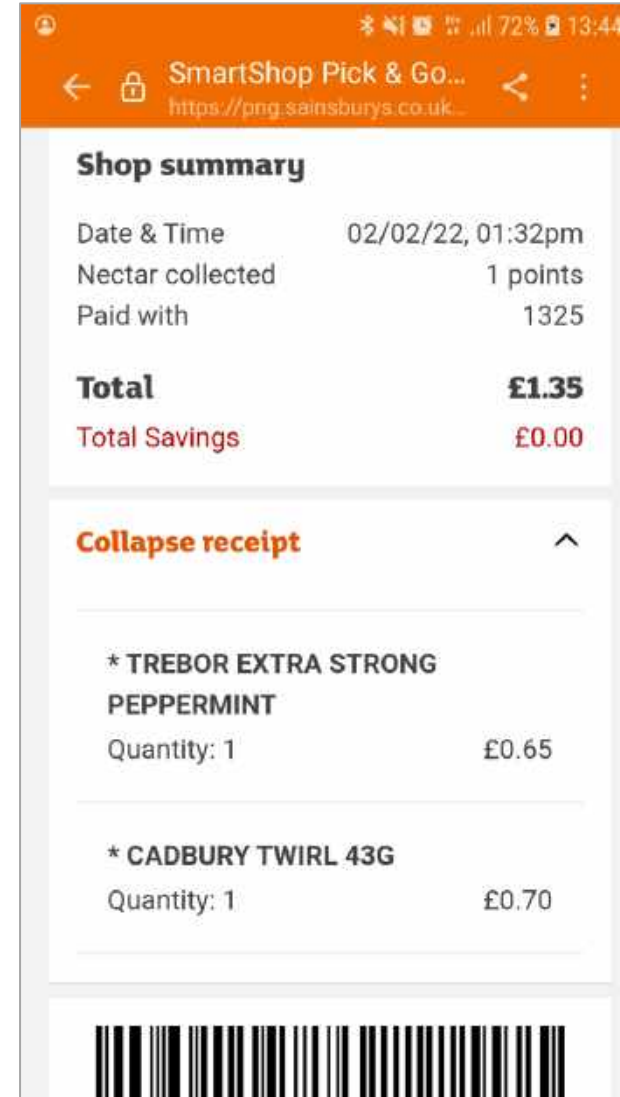 72% 13:44
SmartShop Pick & Go...
https://png.sainsburys.co.uk...
Shop summary
Date & Time 02/02/22, 01:32pm
Nectar collected 1 points
Paid with 1325
Total £1.35
Total Savings £0.00
Collapse receipt
* TREBOR EXTRA STRONG
PEPPERMINT
Quantity: 1 £0.65
* CADBURY TWIRL 43G
Quantity: 1 £0.70